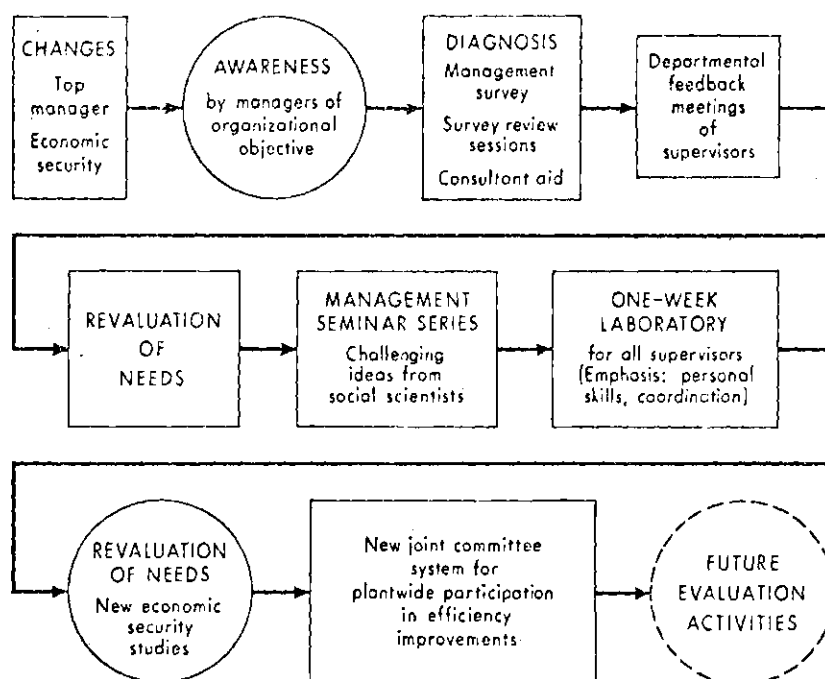 CHANGES
Top
manager
Economic
security
AWARENESS
by managers of
organizational
objective
DIAGNOSIS
Management
survey
Survey review
sessions
Consultant aid
Departmental
feedback
meetings
of
supervisors
REVALUATION
OF
NEEDS
MANAGEMENT
SEMINAR SERIES
Challenging
ideas from
social scientists
ONE-WEEK
LABORATORY
for all supervisors
(Emphasis: personal
skills, coordination)
REVALUATION
OF NEEDS
New economic
security
studies
New joint committee
system for
plantwide participation
in efficiency
improvements
FUTURE
EVALUATION
ACTIVITIES